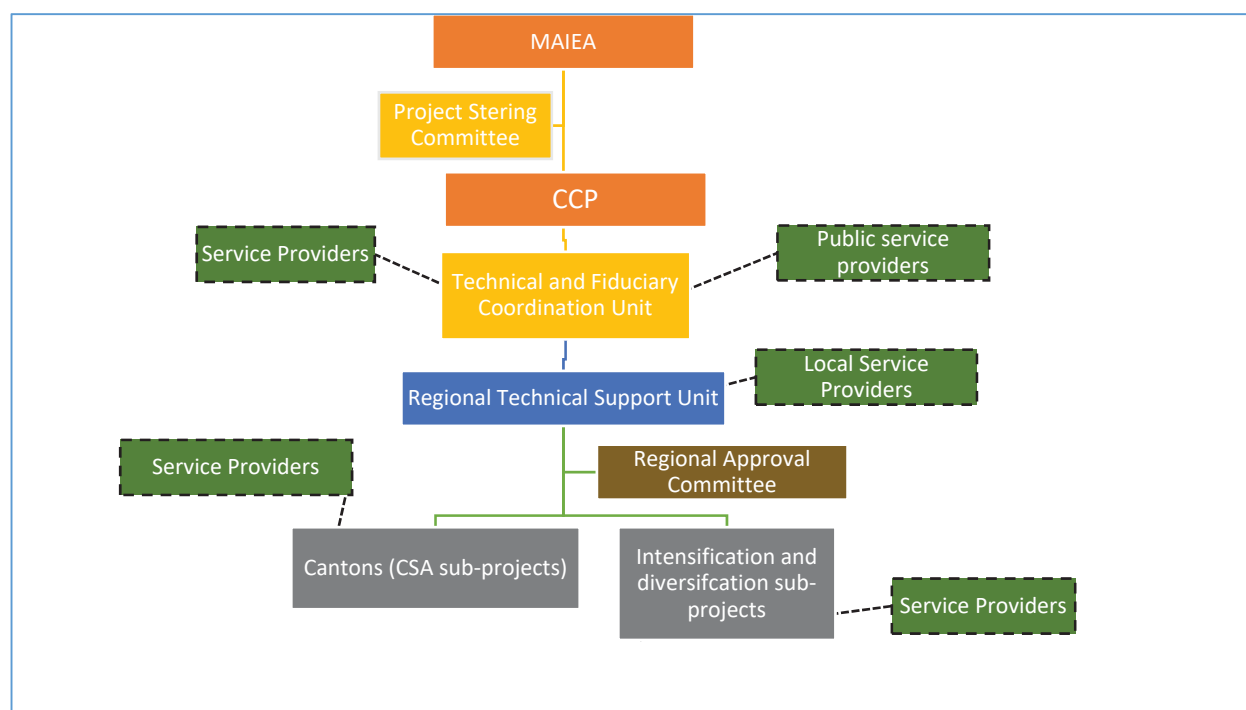 MAIEA
Project Stering
Committee
CCP
Service Providers
Public service
providers
Technical and Fiduciary
Coordination Unit
Local Service
Providers
Regional Technical Support Unit
Service Providers
Regional Approval
Committee
Cantons (CSA sub-projects)
Intensification and
diversifcation sub-
projects
Service Providers